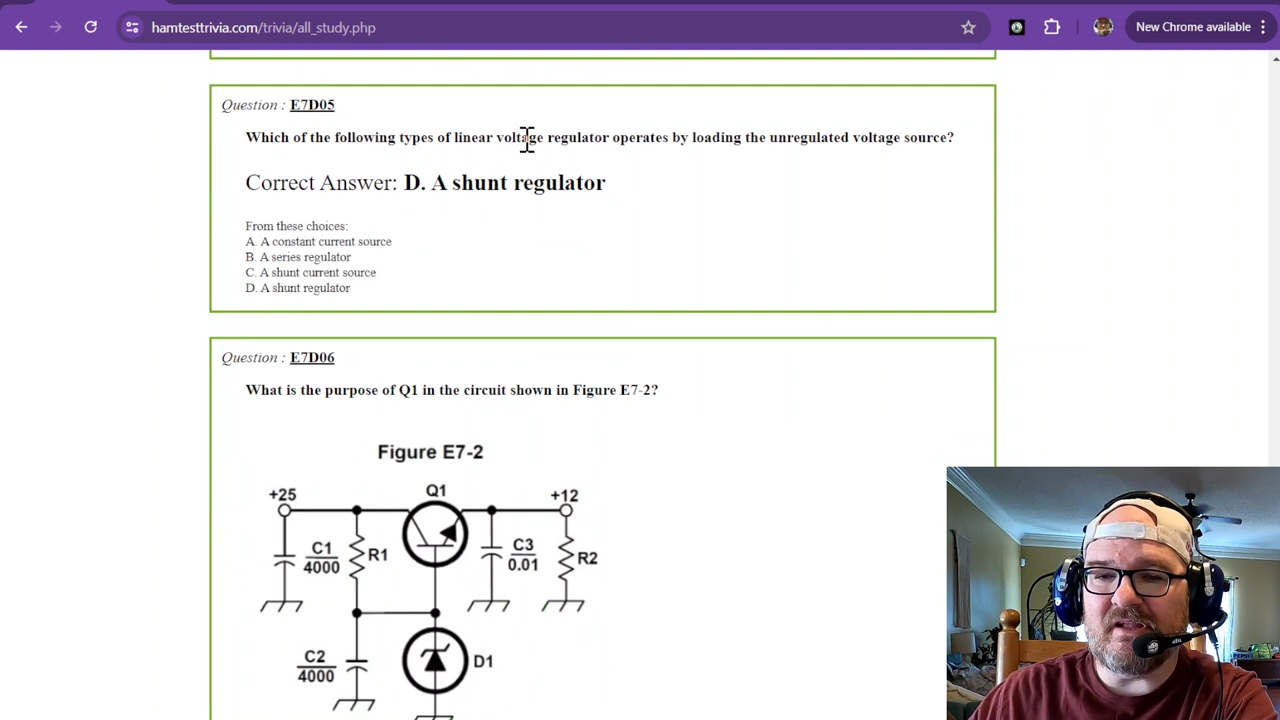 hamtesttrivia.com/trivia/all_study.php
New Chrome available
Question : E7D05
Which of the following types of linear voltage regulator operates by loading the unregulated voltage source?
Correct Answer: D. A shunt regulator
From these choices:
A. A constant current source
B. A series regulator
C. A shunt current source
D. A shunt regulator
Question : E7D06
What is the purpose of Q1 in the circuit shown in Figure E7-2?
Figure E7-2
+25
Q1
+12
C1
4000
R1
C3
0.01
R2
C2
4000
D1